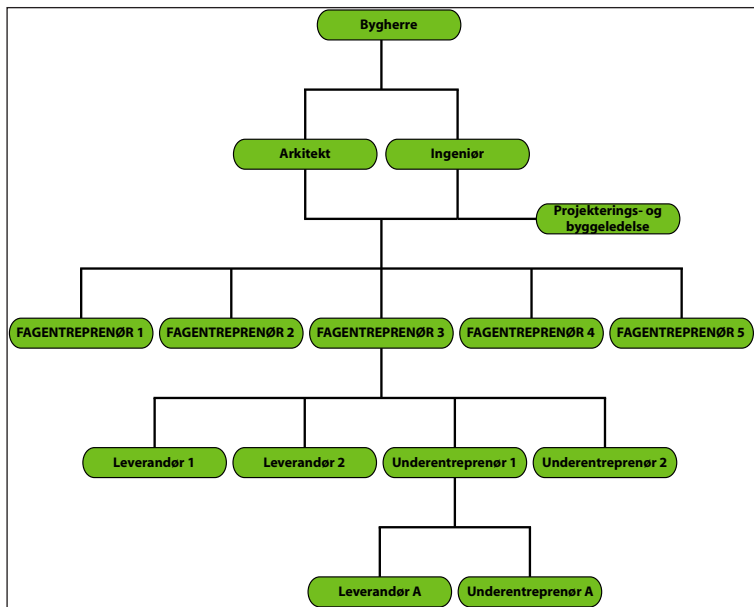 Bygherre
Arkitekt
Ingeniør
Projekterings- og
byggeledelse
FAGENTREPRENØR 1
FAGENTREPRENØR 2
FAGENTREPRENØR 3
FAGENTREPRENØR 4
FAGENTREPRENØR 5
Leverandør 1
Leverandør 2
Underentreprenør 1
Underentreprenør 2
Leverandør A
Underentreprenør A